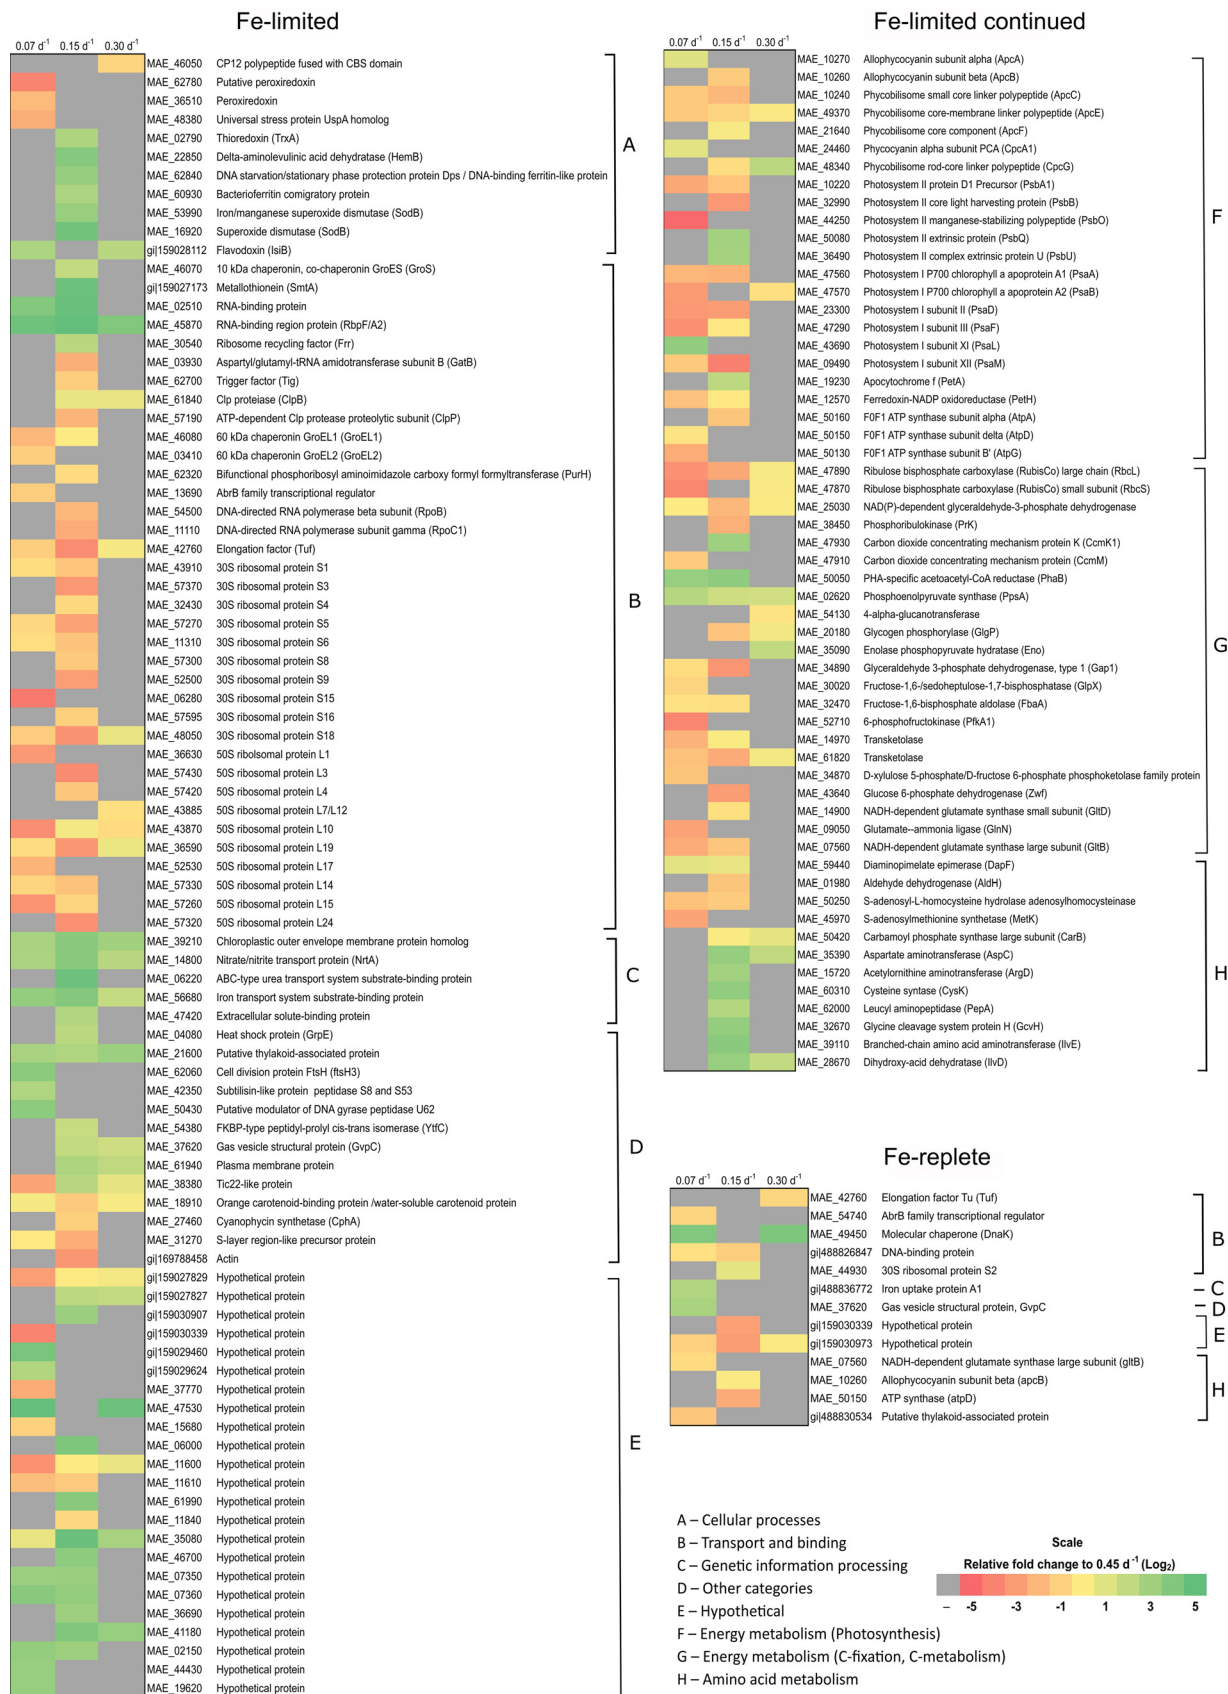 Fe-limited
0.07 d-1 0.15 d-1 0.30 d-1
MAE_46050 CP12 polypeptide fused with CBS domain
MAE_62780 Putative peroxiredoxin
MAE_36510 Peroxiredoxin
MAE_48380 Universal stress protein UspA homolog
MAE_02790 Thioredoxin (TrxA)
MAE_22850 Delta-aminolevulinic acid dehydratase (HemB)
MAE_62840 DNA starvation/stationary phase protection protein Dps / DNA-binding ferritin-like protein
MAE_60930 Bacterioferritin comigratory protein
MAE_53990 Iron/manganese superoxide dismutase (SodB)
MAE_16920 Superoxide dismutase (SodB)
gi|159028112 Flavodoxin (IsiB)
A
MAE_46070 10 kDa chaperonin, co-chaperonin GroES (GroS)
gi|159027173 Metallothionein (SmtA)
MAE_02510 RNA-binding protein
MAE_45870 RNA-binding region protein (RbpF/A2)
MAE_30540 Ribosome recycling factor (Frr)
MAE_03930 Aspartyl/glutamyl-tRNA amidotransferase subunit B (GatB)
MAE_62700 Trigger factor (Tig)
MAE_61840 Clp proteiase (ClpB)
MAE_57190 ATP-dependent Clp protease proteolytic subunit (ClpP)
MAE_46080 60 kDa chaperonin GroEL1 (GroEL1)
MAE_03410 60 kDa chaperonin GroEL2 (GroEL2)
MAE_62320 Bifunctional phosphoribosyl aminoimidazole carboxy formyl formyltransferase (PurH)
MAE_13690 AbrB family transcriptional regulator
MAE_54500 DNA-directed RNA polymerase beta subunit (RpoB)
MAE_11110 DNA-directed RNA polymerase subunit gamma (RpoC1)
MAE_42760 Elongation factor (Tuf)
MAE_43910 30S ribosomal protein S1
MAE_57370 30S ribosomal protein S3
MAE_32430 30S ribosomal protein S4
MAE_57270 30S ribosomal protein S5
MAE_11310 30S ribosomal protein S6
MAE_57300 30S ribosomal protein S8
MAE_52500 30S ribosomal protein S9
MAE_06280 30S ribosomal protein S15
MAE_57595 30S ribosomal protein S16
MAE_48050 30S ribosomal protein S18
MAE_36630 50S ribolsomal protein L1
MAE_57430 50S ribosomal protein L3
MAE_57420 50S ribosomal protein L4
MAE_43885 50S ribosomal protein L7/L12
MAE_43870 50S ribosomal protein L10
MAE_36590 50S ribosomal protein L19
MAE_52530 50S ribosomal protein L17
MAE_57330 50S ribosomal protein L14
MAE_57260 50S ribosomal protein L15
MAE_57320 50S ribosomal protein L24
B
MAE_39210 Chloroplastic outer envelope membrane protein homolog
MAE_14800 Nitrate/nitrite transport protein (NrtA)
MAE_06220 ABC-type urea transport system substrate-binding protein
MAE_56680 Iron transport system substrate-binding protein
MAE_47420 Extracellular solute-binding protein
C
MAE_04080 Heat shock protein (GrpE)
MAE_21600 Putative thylakoid-associated protein
MAE_62060 Cell division protein FtsH (ftsH3)
MAE_42350 Subtilisin-like protein peptidase S8 and S53
MAE_50430 Putative modulator of DNA gyrase peptidase U62
MAE_54380 FKBP-type peptidyl-prolyl cis-trans isomerase (YtfC)
MAE_37620 Gas vesicle structural protein (GvpC)
MAE_61940 Plasma membrane protein
MAE_38380 Tic22-like protein
MAE_18910 Orange carotenoid-binding protein /water-soluble carotenoid protein
MAE_27460 Cyanophycin synthetase (CphA)
MAE_31270 S-layer region-like precursor protein
gi|169788458 Actin
D
gi|159027829 Hypothetical protein
gi|159027827 Hypothetical protein
gi|159030907 Hypothetical protein
gi|159030339 Hypothetical protein
gi|159029460 Hypothetical protein
gi|159029624 Hypothetical protein
MAE_37770 Hypothetical protein
MAE_47530 Hypothetical protein
MAE_15680 Hypothetical protein
MAE_06000 Hypothetical protein
MAE_11600 Hypothetical protein
MAE_11610 Hypothetical protein
MAE_61990 Hypothetical protein
MAE_11840 Hypothetical protein
MAE_35080 Hypothetical protein
MAE_46700 Hypothetical protein
MAE_07350 Hypothetical protein
MAE_07360 Hypothetical protein
MAE_36690 Hypothetical protein
MAE_41180 Hypothetical protein
MAE_02150 Hypothetical protein
MAE_44430 Hypothetical protein
MAE_19620 Hypothetical protein
E
Fe-limited continued
0.07 d-1 0.15 d-1 0.30 d-1
MAE_10270 Allophycocyanin subunit alpha (ApcA)
MAE_10260 Allophycocyanin subunit beta (ApcB)
MAE_10240 Phycobilisome small core linker polypeptide (ApcC)
MAE_49370 Phycobilisome core-membrane linker polypeptide (ApcE)
MAE_21640 Phycobilisome core component (ApcF)
MAE_24460 Phycocyanin alpha subunit PCA (CpcA1)
MAE_48340 Phycobilisome rod-core linker polypeptide (CpcG)
MAE_10220 Photosystem II protein D1 Precursor (PsbA1)
MAE_32990 Photosystem II core light harvesting protein (PsbB)
MAE_44250 Photosystem II manganese-stabilizing polypeptide (PsbO)
MAE_50080 Photosystem II extrinsic protein (PsbQ)
MAE_36490 Photosystem II complex extrinsic protein U (PsbU)
MAE_47560 Photosystem I P700 chlorophyll a apoprotein A1 (PsaA)
MAE_47570 Photosystem I P700 chlorophyll a apoprotein A2 (PsaB)
MAE_23300 Photosystem I subunit II (PsaD)
MAE_47290 Photosystem I subunit III (PsaF)
MAE_43690 Photosystem I subunit XI (PsaL)
MAE_09490 Photosystem I subunit XII (PsaM)
MAE_19230 Apocytochrome f (PetA)
MAE_12570 Ferredoxin-NADP oxidoreductase (PetH)
MAE_50160 F0F1 ATP synthase subunit alpha (AtpA)
MAE_50150 F0F1 ATP synthase subunit delta (AtpD)
MAE_50130 F0F1 ATP synthase subunit B' (AtpG)
F
MAE_47890 Ribulose bisphosphate carboxylase (RubisCo) large chain (RbcL)
MAE_47870 Ribulose bisphosphate carboxylase (RubisCo) small subunit (RbcS)
MAE_25030 NAD(P)-dependent glyceraldehyde-3-phosphate dehydrogenase
MAE_38450 Phosphoribulokinase (PrK)
MAE_47930 Carbon dioxide concentrating mechanism protein K (CcmK1)
MAE_47910 Carbon dioxide concentrating mechanism protein (CcmM)
MAE_50050 PHA-specific acetoacetyl-CoA reductase (PhaB)
MAE_02620 Phosphoenolpyruvate synthase (PpsA)
MAE_54130 4-alpha-glucanotransferase
MAE_20180 Glycogen phosphorylase (GlgP)
MAE_35090 Enolase phosphopyruvate hydratase (Eno)
MAE_34890 Glyceraldehyde 3-phosphate dehydrogenase, type 1 (Gap1)
MAE_30020 Fructose-1,6-/sedoheptulose-1,7-bisphosphatase (GlpX)
MAE_32470 Fructose-1,6-bisphosphate aldolase (FbaA)
MAE_52710 6-phosphofructokinase (PfkA1)
MAE_14970 Transketolase
MAE_61820 Transketolase
MAE_34870 D-xylulose 5-phosphate/D-fructose 6-phosphate phosphoketolase family protein
MAE_43640 Glucose 6-phosphate dehydrogenase (Zwf)
MAE_14900 NADH-dependent glutamate synthase small subunit (GltD)
MAE_09050 Glutamate--ammonia ligase (GlnN)
MAE_07560 NADH-dependent glutamate synthase large subunit (GltB)
G
MAE_59440 Diaminopimelate epimerase (DapF)
MAE_01980 Aldehyde dehydrogenase (AldH)
MAE_50250 S-adenosyl-L-homocysteine hydrolase adenosylhomocysteinase
MAE_45970 S-adenosylmethionine synthetase (MetK)
MAE_50420 Carbamoyl phosphate synthase large subunit (CarB)
MAE_35390 Aspartate aminotransferase (AspC)
MAE_15720 Acetylornithine aminotransferase (ArgD)
MAE_60310 Cysteine syntase (CysK)
MAE_62000 Leucyl aminopeptidase (PepA)
MAE_32670 Glycine cleavage system protein H (GcvH)
MAE_39110 Branched-chain amino acid aminotransferase (IlvE)
MAE_28670 Dihydroxy-acid dehydratase (IlvD)
H
Fe-replete
0.07 d-1 0.15 d-1 0.30 d-1
MAE_42760 Elongation factor Tu (Tuf)
MAE_54740 AbrB family transcriptional regulator
MAE_49450 Molecular chaperone (DnaK)
gi|488826847 DNA-binding protein
MAE_44930 30S ribosomal protein S2
B
gi|488836772 Iron uptake protein A1
C
MAE_37620 Gas vesicle structural protein, GvpC
D
gi|159030339 Hypothetical protein
gi|159030973 Hypothetical protein
E
MAE_07560 NADH-dependent glutamate synthase large subunit (gltB)
MAE_10260 Allophycocyanin subunit beta (apcB)
MAE_50150 ATP synthase (atpD)
gi|488830534 Putative thylakoid-associated protein
H
A – Cellular processes
B – Transport and binding
C – Genetic information processing
D – Other categories
E – Hypothetical
F – Energy metabolism (Photosynthesis)
G – Energy metabolism (C-fixation, C-metabolism)
H – Amino acid metabolism
Scale
Relative fold change to 0.45 d-1 (Log2)
– -5 -3 -1 1 3 5